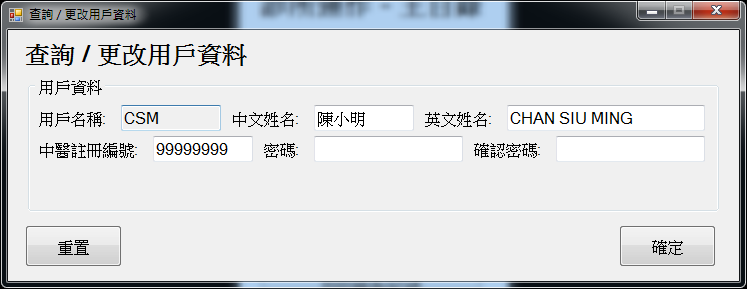 查詢 / 更改用戶資料
查詢 / 更改用戶資料
用戶資料
用戶名稱: CSM 中文姓名: 陳小明 英文姓名: CHAN SIU MING
中醫註冊編號: 99999999 密碼: 確認密碼:
重置 確定